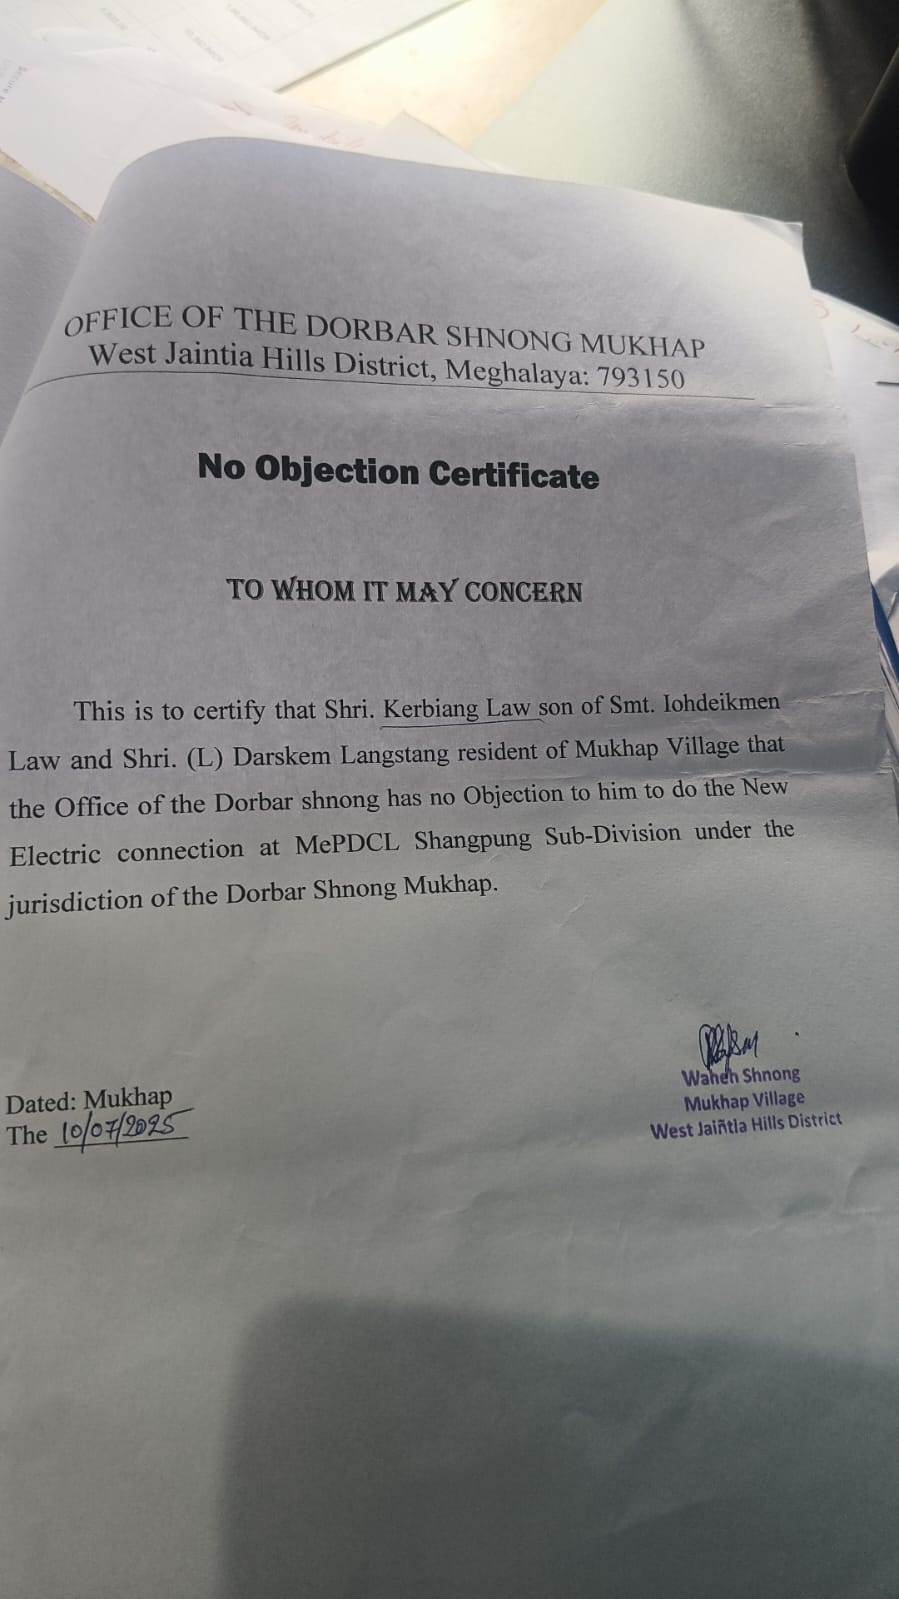 OFFICE OF THE DORBAR SHNONG MUKHAP
West Jaintia Hills District, Meghalaya: 793150
No Objection Certificate
TO WHOM IT MAY CONCERN
This is to certify that Shri. Kerbiang Law son of Smt. Iohdeikmen
Law and Shri. (L) Darskem Langstang resident of Mukhap Village that
the Office of the Dorbar shnong has no Objection to him to do the New
Electric connection at MePDCL Shangpung Sub-Division under the
jurisdiction of the Dorbar Shnong Mukhap.
Dated: Mukhap
The 10/07/2025
Waheh Shnong
Mukhap Village
West Jaiñtla Hills District